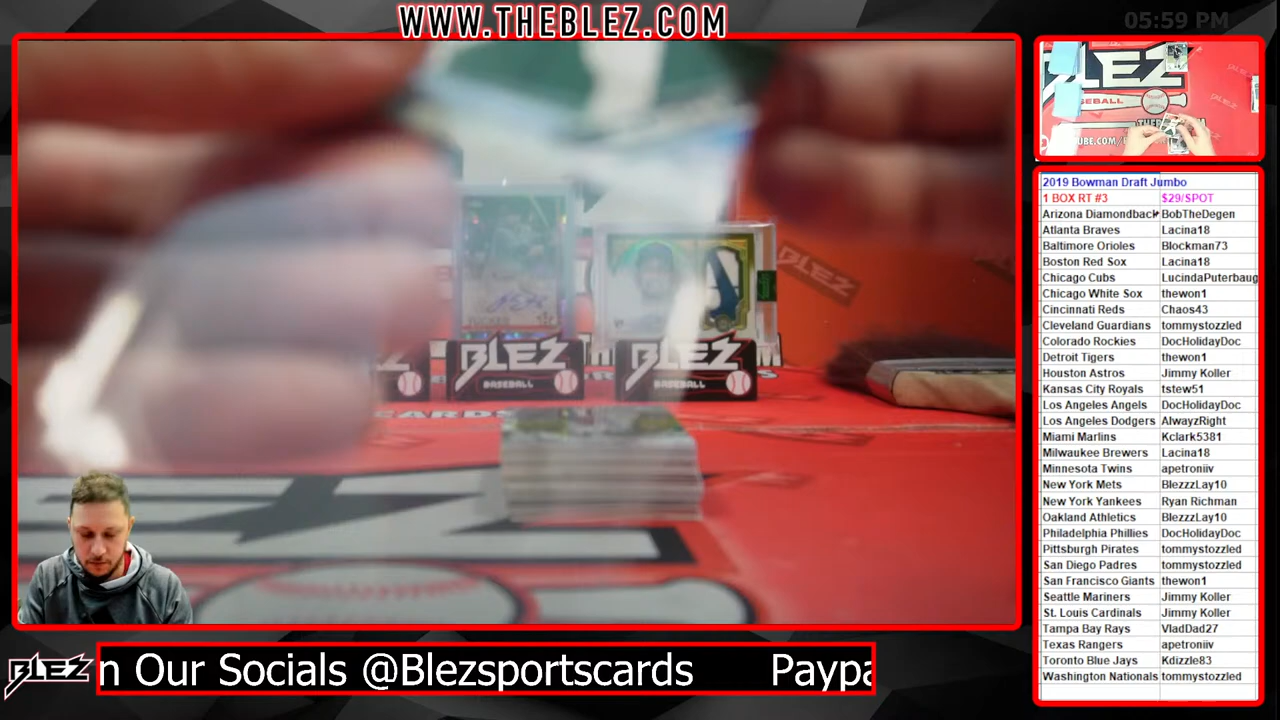 WWW.THEBLEZ.COM
05:59 PM
BLEZ
BASEBALL
BLEZ
BASEBALL
BLEZ
CARDS
2019 Bowman Draft Jumbo
1 BOX RT #3 $29/SPOT
Arizona Diamondback BobTheDegen
Atlanta Braves Lacina18
Baltimore Orioles Blockman73
Boston Red Sox Lacina18
Chicago Cubs LucindaPuterbaug
Chicago White Sox thewon1
Cincinnati Reds Chaos43
Cleveland Guardians tommystozzled
Colorado Rockies DocHolidayDoc
Detroit Tigers thewon1
Houston Astros Jimmy Koller
Kansas City Royals tstew51
Los Angeles Angels DocHolidayDoc
Los Angeles Dodgers AlwayzRight
Miami Marlins Kclark5381
Milwaukee Brewers Lacina18
Minnesota Twins apetroniiv
New York Mets BlezzzLay10
New York Yankees Ryan Richman
Oakland Athletics BlezzzLay10
Philadelphia Phillies DocHolidayDoc
Pittsburgh Pirates tommystozzled
San Diego Padres tommystozzled
San Francisco Giants thewon1
Seattle Mariners Jimmy Koller
St. Louis Cardinals Jimmy Koller
Tampa Bay Rays VladDad27
Texas Rangers apetroniiv
Toronto Blue Jays Kdizzle83
Washington Nationals tommystozzled
BLEZ
n Our Socials @Blezsportscards Paypa